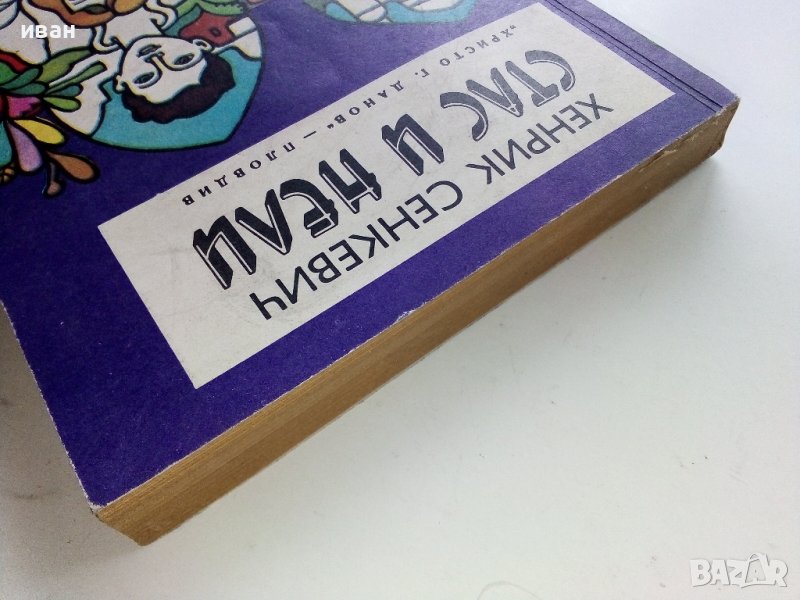 иван
ХЕНРИК СЕНКЕВИЧ
СТАС И НЕЛИ
„ХРИСТО Г. ДАНОВ“ — ПЛОВДИВ
BAZAR